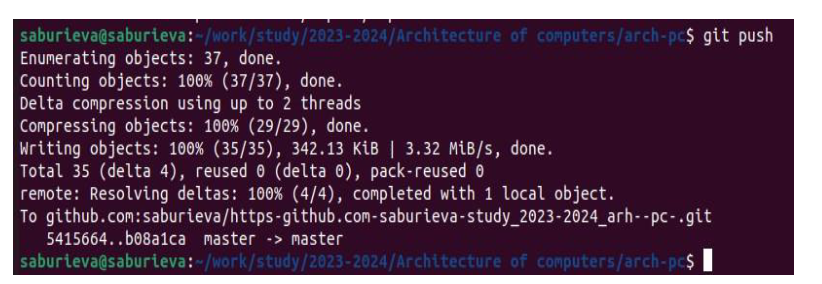 saburieva@saburieva:~/work/study/2023-2024/Architecture of computers/arch-pc$ git push
Enumerating objects: 37, done.
Counting objects: 100% (37/37), done.
Delta compression using up to 2 threads
Compressing objects: 100% (29/29), done.
Writing objects: 100% (35/35), 342.13 KiB | 3.32 MiB/s, done.
Total 35 (delta 4), reused 0 (delta 0), pack-reused 0
remote: Resolving deltas: 100% (4/4), completed with 1 local object.
To github.com:saburieva/https-github.com-saburieva-study_2023-2024_arh--pc-.git
   5415664..b08a1ca  master -> master
saburieva@saburieva:~/work/study/2023-2024/Architecture of computers/arch-pc$